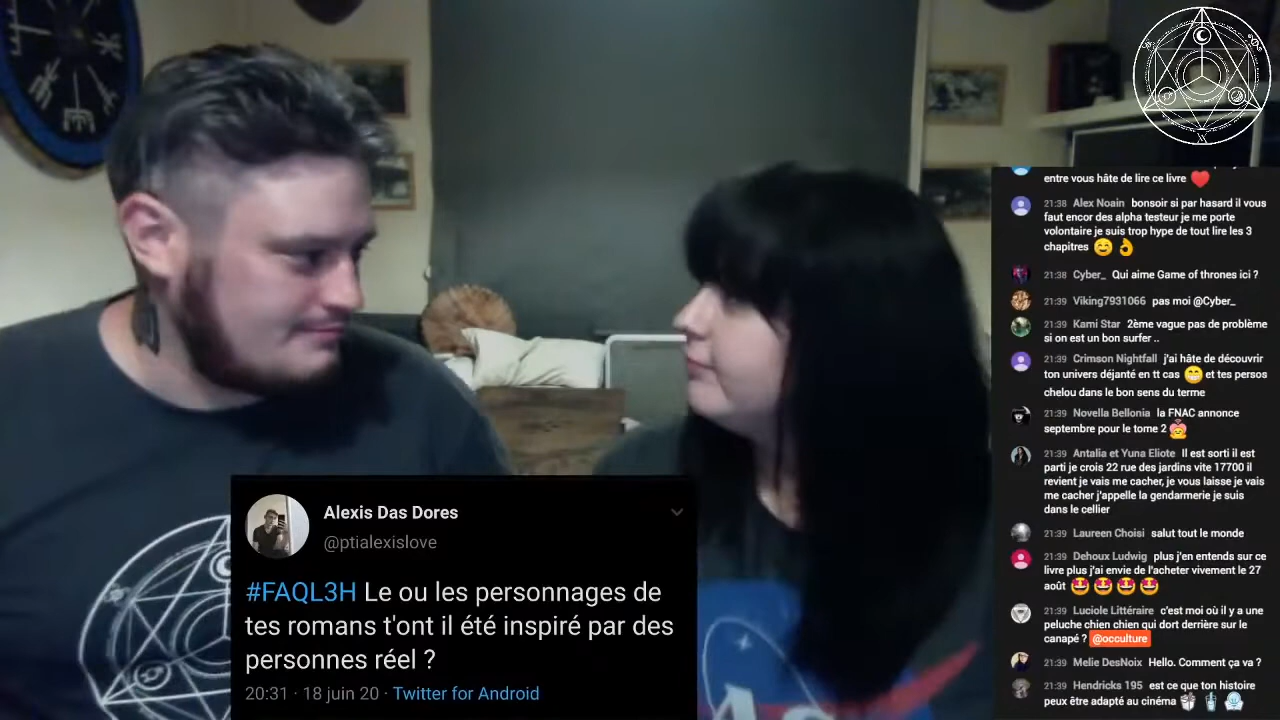 Alexis Das Dores
@ptialexislove
#FAQL3H Le ou les personnages de
tes romans t'ont il été inspiré par des
personnes réel ?
20:31 · 18 juin 20 · Twitter for Android
entre vous hâte de lire ce livre ❤️
21:38 Alex Noain bonsoir si par hasard il vous
faut encor des alpha testeur je me porte
volontaire je suis trop hype de tout lire les 3
chapitres 😊 👌
21:38 Cyber_ Qui aime Game of thrones ici ?
21:39 Viking7931066 pas moi @Cyber_
21:39 Kami Star 2ème vague pas de problème
si on est un bon surfer ..
21:39 Crimson Nightfall j'ai hâte de découvrir
ton univers déjanté en tt cas 😁 et tes persos
chelou dans le bon sens du terme
21:39 Novella Bellonia la FNAC annonce
septembre pour le tome 2
21:39 Antalia et Yuna Eliote Il est sorti il est
parti je crois 22 rue des jardins vite 17700 il
revient je vais me cacher, je vous laisse je vais
me cacher j'appelle la gendarmerie je suis
dans le cellier
21:39 Laureen Choisi salut tout le monde
21:39 Dehoux Ludwig plus j'en entends sur ce
livre plus j'ai envie de l'acheter vivement le 27
août 🤩 🤩 🤩 🤩
21:39 Luciole Littéraire c'est moi où il y a une
peluche chien chien qui dort derrière sur le
canapé ? @occulture
21:39 Melie DesNoix Hello. Comment ça va ?
21:39 Hendricks 195 est ce que ton histoire
peux être adapté au cinéma